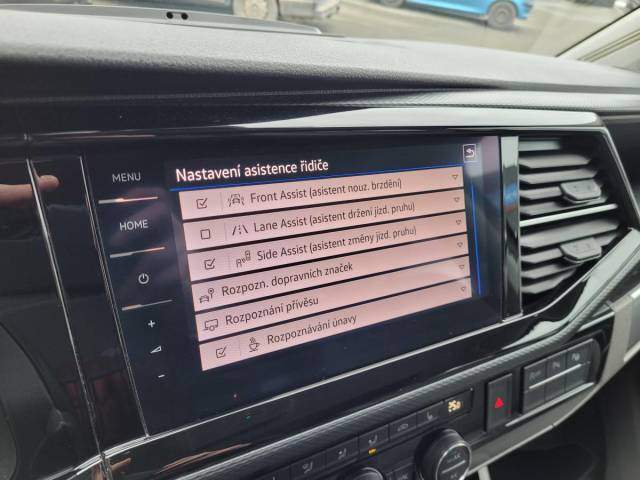 Nastavení asistence řidiče
MENU
HOME
Front Assist (asistent nouz. brzdění)
Lane Assist (asistent držení jízd. pruhu)
Side Assist (asistent změny jízd. pruhu)
Rozpozn. dopravních značek
Rozpoznání přívěsu
Rozpoznávání únavy
+
-